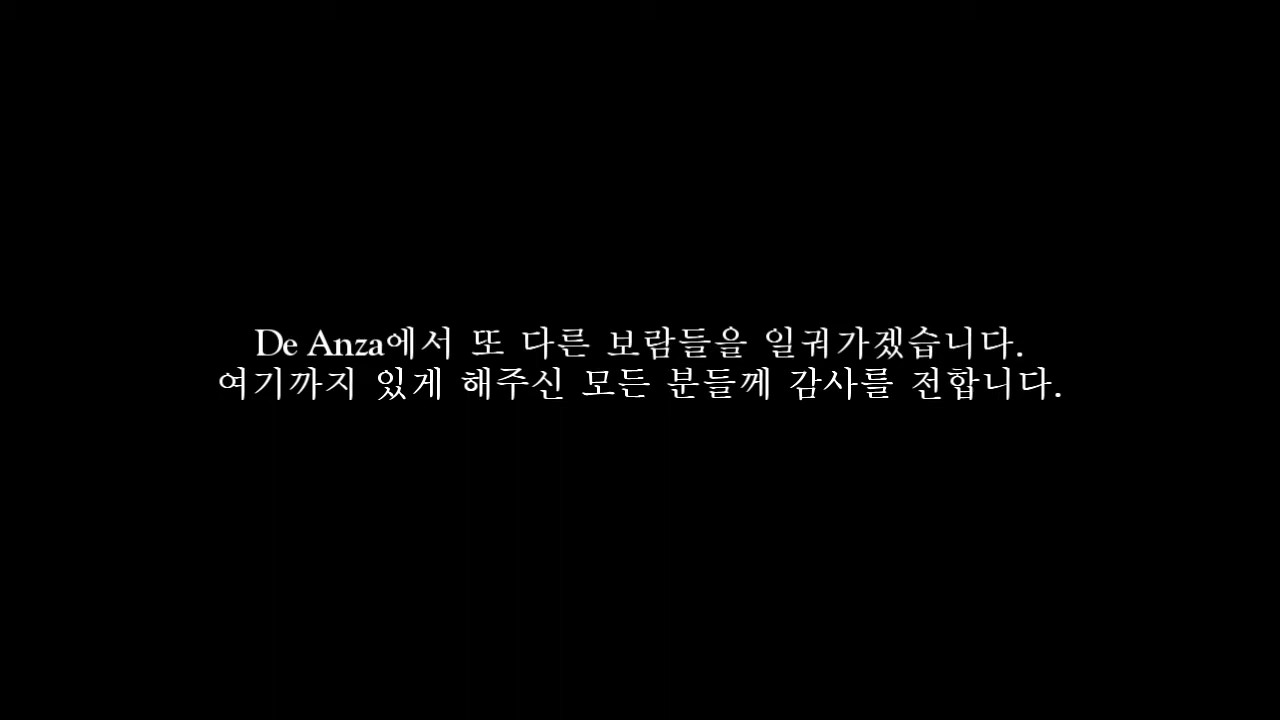 De Anza에서 또 다른 보람들을 일궈가겠습니다.
여기까지 있게 해주신 모든 분들께 감사를 전합니다.